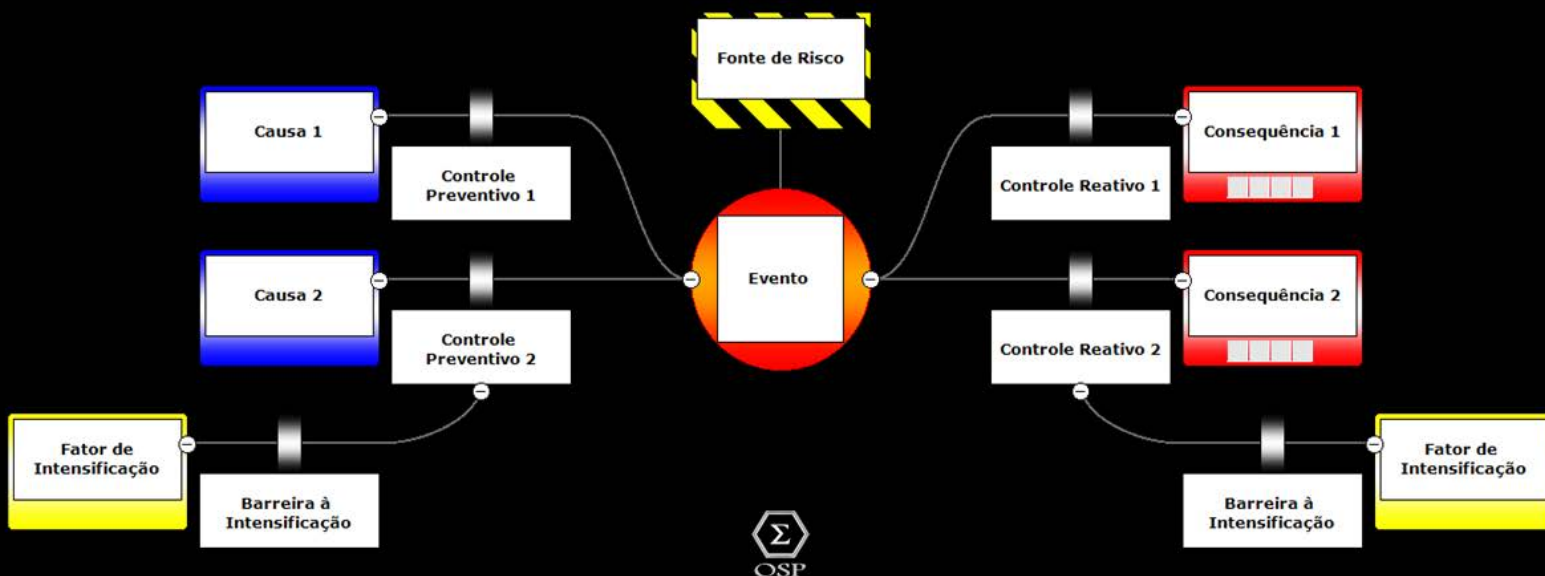 Fonte de Risco
Causa 1
Consequência 1
Controle
Preventivo 1
Controle Reativo 1
Evento
Causa 2
Consequência 2
Controle
Preventivo 2
Controle Reativo 2
Fator de
Intensificação
Barreira à
Intensificação
Barreira à
Intensificação
Fator de
Intensificação
Σ
QSP